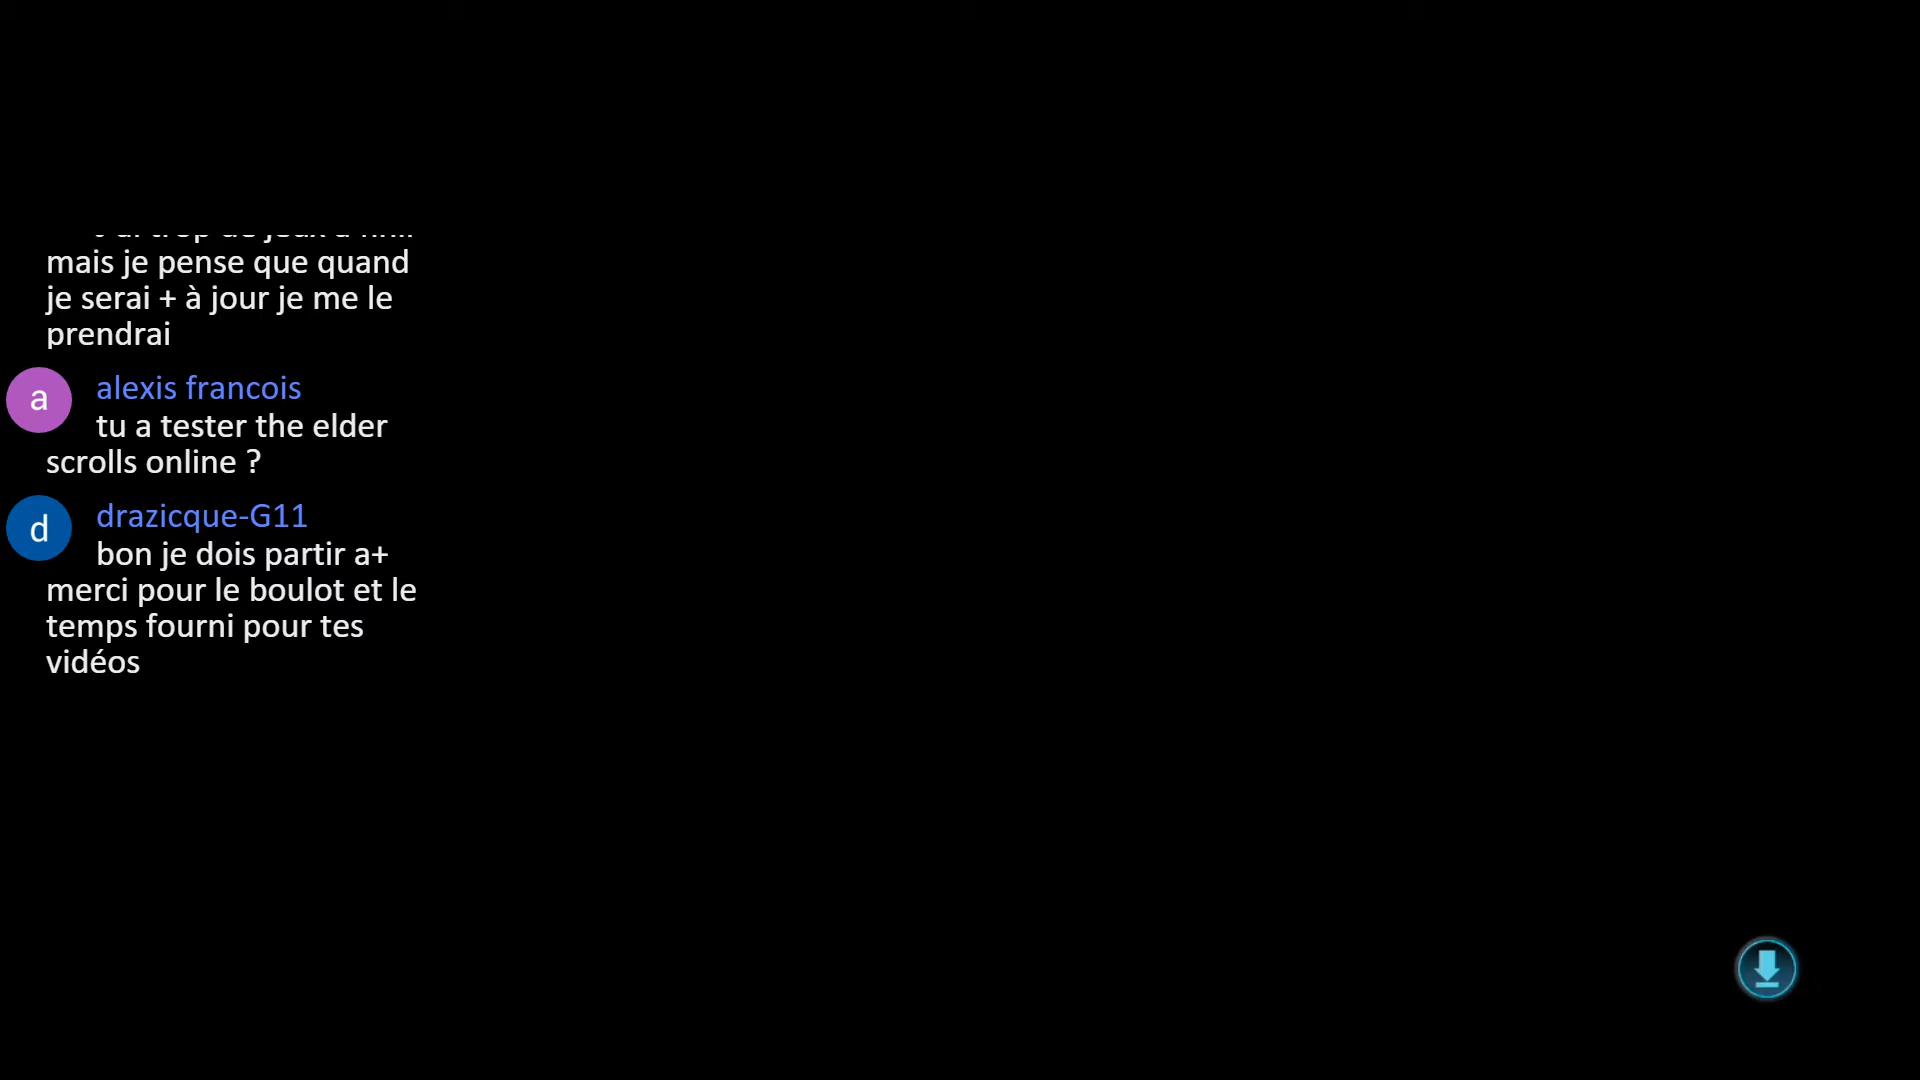 mais je pense que quand
je serai + à jour je me le
prendrai
a
alexis francois
tu a tester the elder
scrolls online ?
d
drazicque-G11
bon je dois partir a+
merci pour le boulot et le
temps fourni pour tes
vidéos